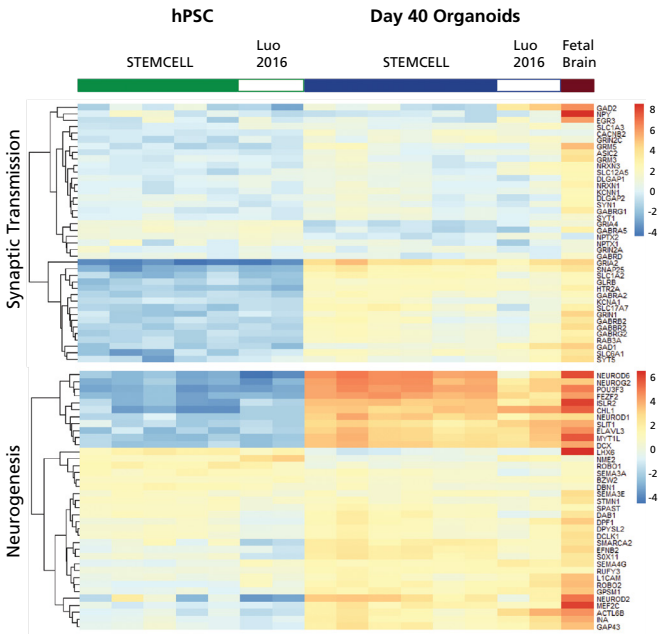 hPSC
Day 40 Organoids
STEMCELL
Luo
2016
STEMCELL
Luo
2016
Fetal
Brain
Synaptic Transmission
GAD2
NPY
EGR3
SLC1A3
CACNB2
GRIN2C
GRM5
ASIC2
GRM3
NRXN3
SLC12A5
DLGAP1
NRXN1
KCNN1
DLGAP2
SYN1
GABRG1
SYT1
GRIA4
GABRA5
NPTX2
NPTX1
GRIN2A
GABRD
GRIA2
SNAP25
SLC1A2
GLRB
HTR2A
GABRA2
KCNA1
SLC17A7
GRIN1
GABRB2
GABBR2
GABRG2
RAB3A
GAD1
SLC6A1
SYT5
8
6
4
2
0
-2
-4
Neurogenesis
NEUROD6
NEUROG2
POU3F3
FEZF2
ISLR2
CHL1
NEUROD1
SLIT1
ELAVL3
MYT1L
DCX
LHX6
NME2
ROBO1
SEMA3A
BZW2
DBN1
SEMA3E
STMN1
SPAST
DAB1
DPF1
DPYSL2
DCLK1
SMARCA2
EFNB2
SOX11
SEMA4G
RUFY3
L1CAM
ROBO2
GPSM1
NEUROD2
MEF2C
ACTL6B
INA
GAP43
6
4
2
0
-2
-4